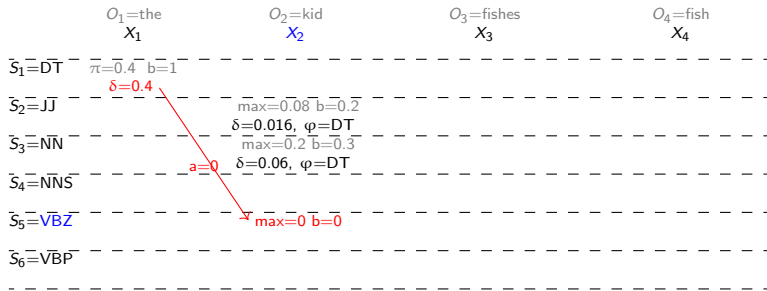 O₁=the O₂=kid O₃=fishes O₄=fish
X₁ X₂ X₃ X₄
S₁=DT π=0.4 b=1
δ=0.4
S₂=JJ max=0.08 b=0.2
δ=0.016, φ=DT
S₃=NN max=0.2 b=0.3
δ=0.06, φ=DT
a=0
S₄=NNS
S₅=VBZ max=0 b=0
S₆=VBP